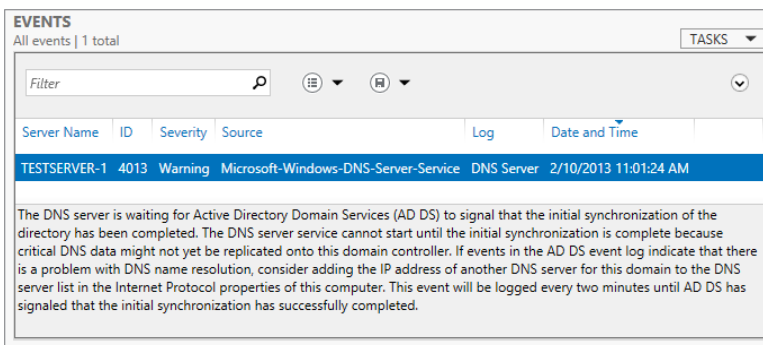 EVENTS
All events | 1 total
TASKS
Filter
Server Name ID Severity Source Log Date and Time
TESTSERVER-1 4013 Warning Microsoft-Windows-DNS-Server-Service DNS Server 2/10/2013 11:01:24 AM
The DNS server is waiting for Active Directory Domain Services (AD DS) to signal that the initial synchronization of the
directory has been completed. The DNS server service cannot start until the initial synchronization is complete because
critical DNS data might not yet be replicated onto this domain controller. If events in the AD DS event log indicate that there
is a problem with DNS name resolution, consider adding the IP address of another DNS server for this domain to the DNS
server list in the Internet Protocol properties of this computer. This event will be logged every two minutes until AD DS has
signaled that the initial synchronization has successfully completed.